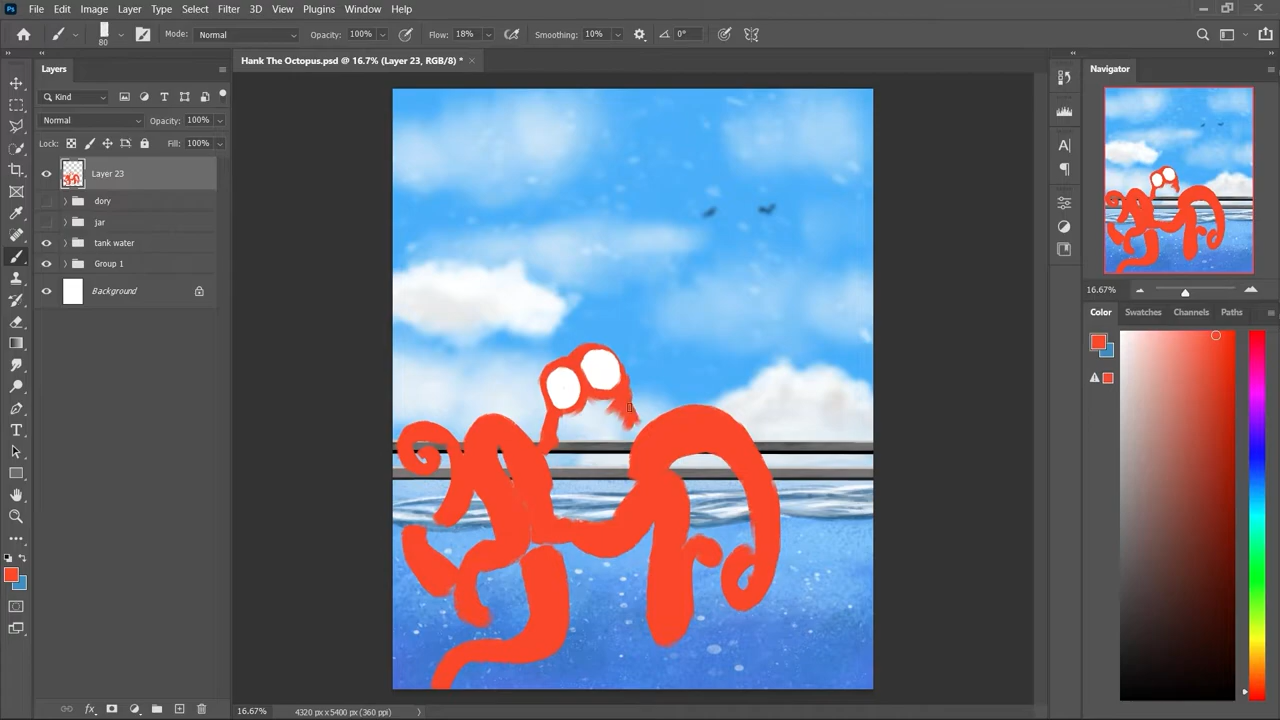 Ps File Edit Image Layer Type Select Filter 3D View Plugins Window Help
80 Mode: Normal Opacity: 100% Flow: 18% Smoothing: 10% 0°
Layers
Hank The Octopus.psd @ 16.7% (Layer 23, RGB/8) *
Navigator
Kind
Normal Opacity: 100%
Lock: Fill: 100%
Layer 23
dory
jar
tank water
Group 1
Background
16.67%
Color Swatches Channels Paths
16.67% 4320 px x 5400 px (360 ppi)